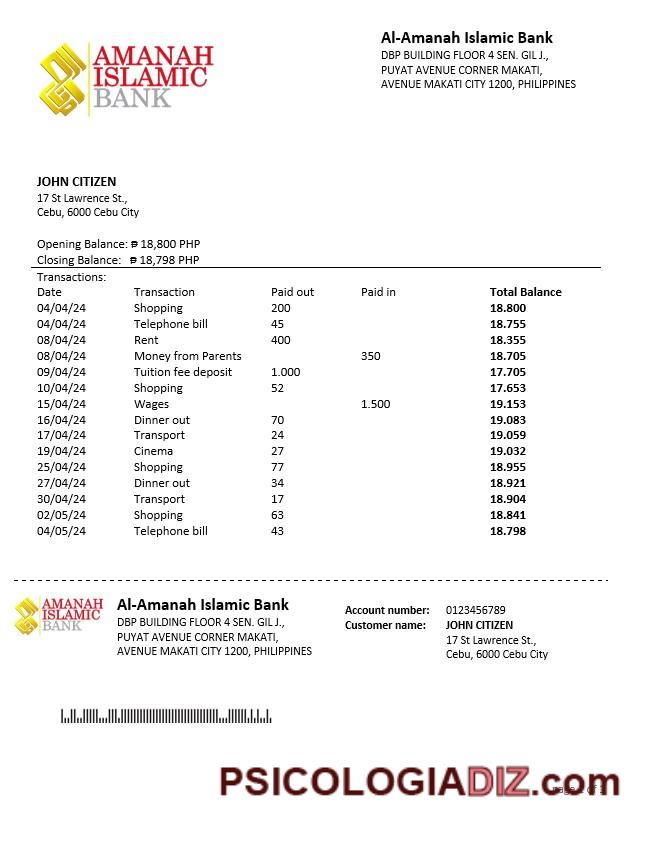 AMANAH
ISLAMIC
BANK
Al-Amanah Islamic Bank
DBP BUILDING FLOOR 4 SEN. GIL J.,
PUYAT AVENUE CORNER MAKATI,
AVENUE MAKATI CITY 1200, PHILIPPINES
JOHN CITIZEN
17 St Lawrence St.,
Cebu, 6000 Cebu City
Opening Balance: ₱ 18,800 PHP
Closing Balance: ₱ 18,798 PHP
Transactions:
Date Transaction Paid out Paid in Total Balance
04/04/24 Shopping 200 18.800
04/04/24 Telephone bill 45 18.755
08/04/24 Rent 400 18.355
08/04/24 Money from Parents 350 18.705
09/04/24 Tuition fee deposit 1.000 17.705
10/04/24 Shopping 52 17.653
15/04/24 Wages 1.500 19.153
16/04/24 Dinner out 70 19.083
17/04/24 Transport 24 19.059
19/04/24 Cinema 27 19.032
25/04/24 Shopping 77 18.955
27/04/24 Dinner out 34 18.921
30/04/24 Transport 17 18.904
02/05/24 Shopping 63 18.841
04/05/24 Telephone bill 43 18.798
AMANAH
ISLAMIC
BANK
Al-Amanah Islamic Bank
DBP BUILDING FLOOR 4 SEN. GIL J.,
PUYAT AVENUE CORNER MAKATI,
AVENUE MAKATI CITY 1200, PHILIPPINES
Account number: 0123456789
Customer name: JOHN CITIZEN
17 St Lawrence St.,
Cebu, 6000 Cebu City
PSICOLOGIADIZ.com